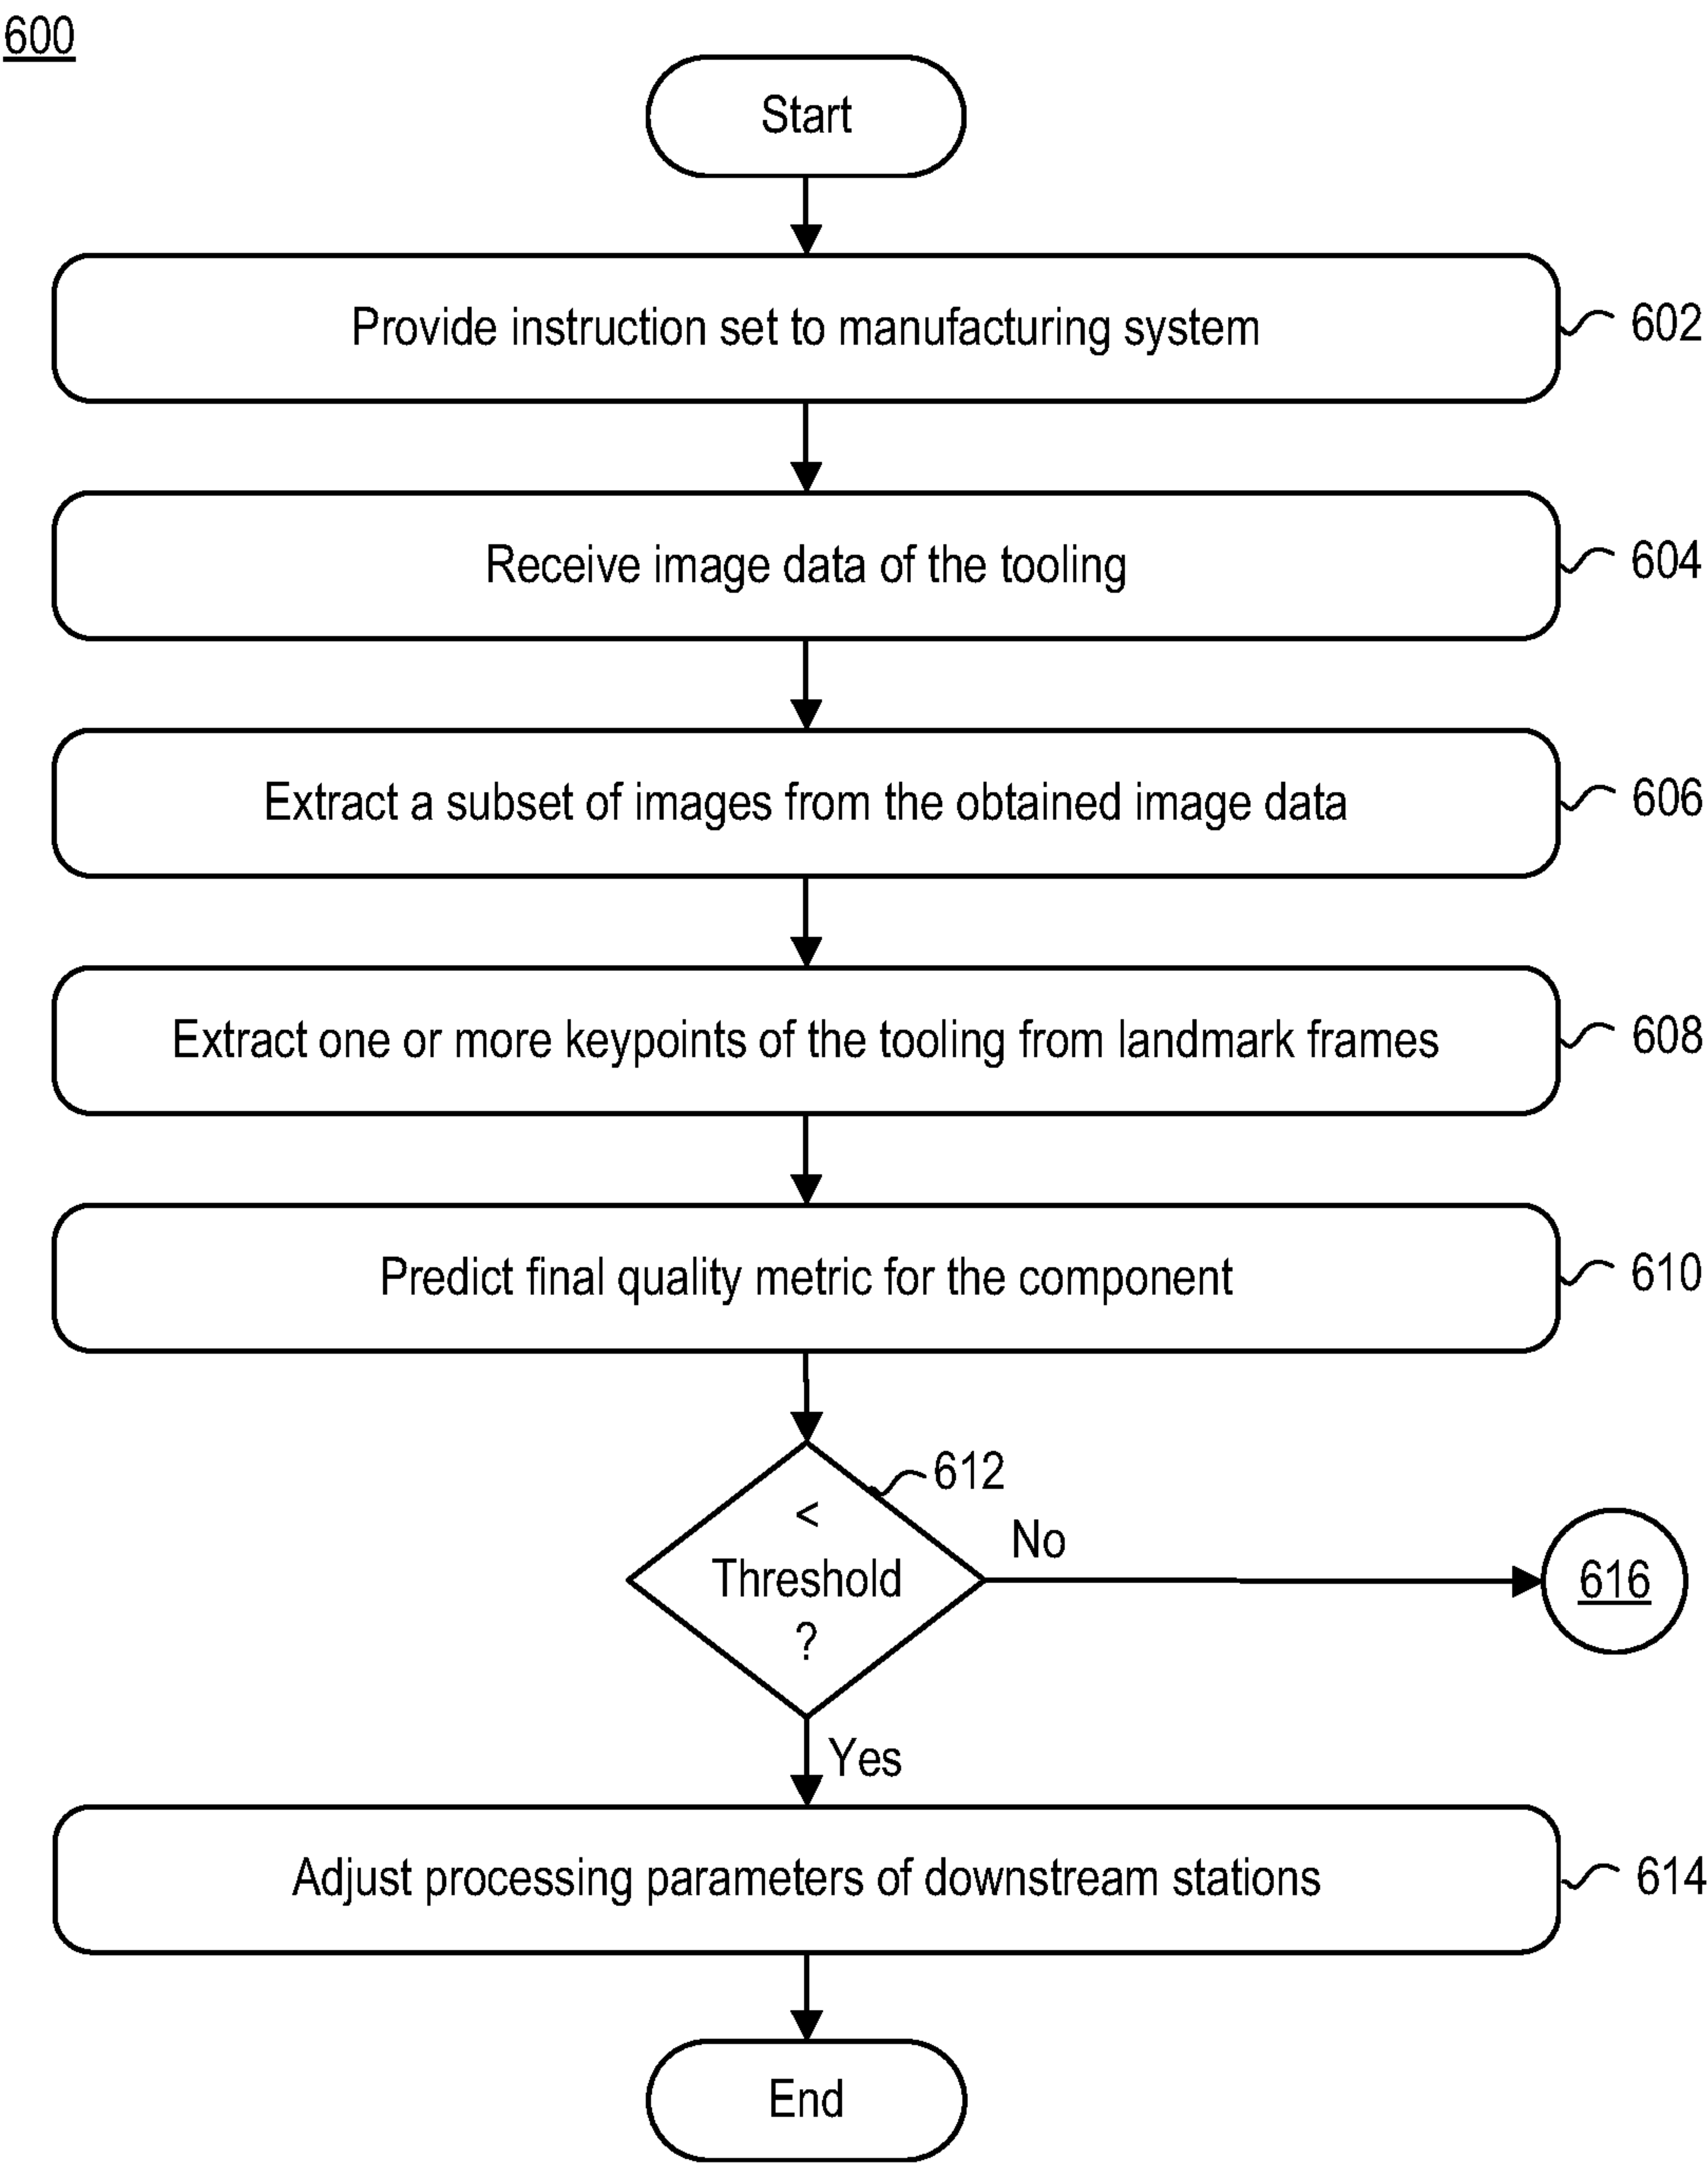 600
Start
Provide instruction set to manufacturing system
602
Receive image data of the tooling
604
Extract a subset of images from the obtained image data
606
Extract one or more keypoints of the tooling from landmark frames
608
Predict final quality metric for the component
610
612
<
Threshold
?
No
616
Yes
Adjust processing parameters of downstream stations
614
End